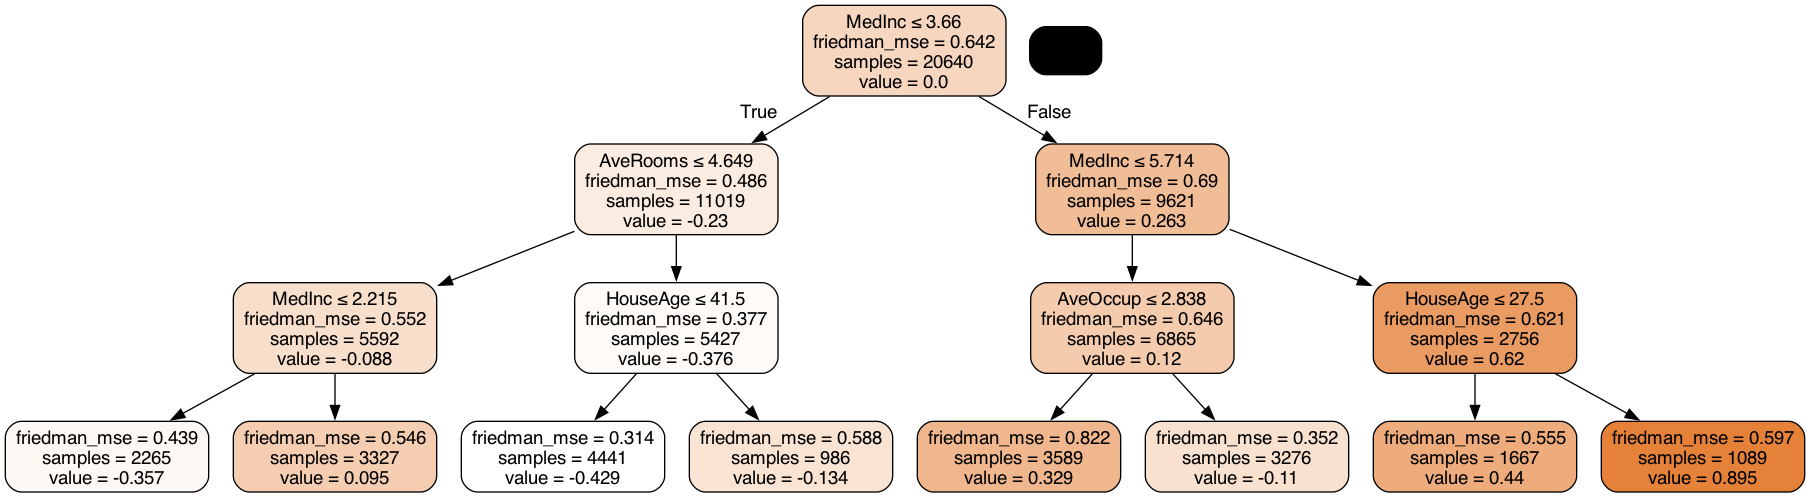 MedInc ≤ 3.66
friedman_mse = 0.642
samples = 20640
value = 0.0
True
False
AveRooms ≤ 4.649
friedman_mse = 0.486
samples = 11019
value = -0.23
MedInc ≤ 5.714
friedman_mse = 0.69
samples = 9621
value = 0.263
MedInc ≤ 2.215
friedman_mse = 0.552
samples = 5592
value = -0.088
HouseAge ≤ 41.5
friedman_mse = 0.377
samples = 5427
value = -0.376
AveOccup ≤ 2.838
friedman_mse = 0.646
samples = 6865
value = 0.12
HouseAge ≤ 27.5
friedman_mse = 0.621
samples = 2756
value = 0.62
friedman_mse = 0.439
samples = 2265
value = -0.357
friedman_mse = 0.546
samples = 3327
value = 0.095
friedman_mse = 0.314
samples = 4441
value = -0.429
friedman_mse = 0.588
samples = 986
value = -0.134
friedman_mse = 0.822
samples = 3589
value = 0.329
friedman_mse = 0.352
samples = 3276
value = -0.11
friedman_mse = 0.555
samples = 1667
value = 0.44
friedman_mse = 0.597
samples = 1089
value = 0.895